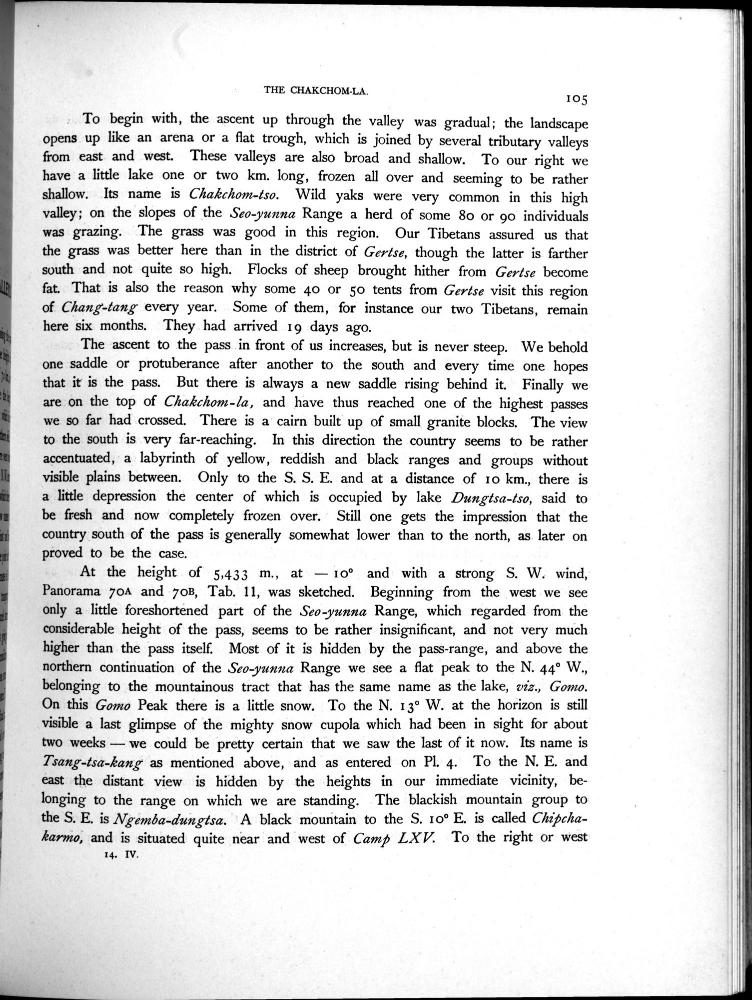 THE CHAKCHOM-LA.
105
To begin with, the ascent up through the valley was gradual; the landscape
opens up like an arena or a flat trough, which is joined by several tributary valleys
from east and west. These valleys are also broad and shallow. To our right we
have a little lake one or two km. long, frozen all over and seeming to be rather
shallow. Its name is Chakchom-tso. Wild yaks were very common in this high
valley; on the slopes of the Seo-yunna Range a herd of some 80 or 90 individuals
was grazing. The grass was good in this region. Our Tibetans assured us that
the grass was better here than in the district of Gertse, though the latter is farther
south and not quite so high. Flocks of sheep brought hither from Gertse become
fat. That is also the reason why some 40 or 50 tents from Gertse visit this region
of Chang-tang every year. Some of them, for instance our two Tibetans, remain
here six months. They had arrived 19 days ago.
The ascent to the pass in front of us increases, but is never steep. We behold
one saddle or protuberance after another to the south and every time one hopes
that it is the pass. But there is always a new saddle rising behind it. Finally we
are on the top of Chakchom-la, and have thus reached one of the highest passes
we so far had crossed. There is a cairn built up of small granite blocks. The view
to the south is very far-reaching. In this direction the country seems to be rather
accentuated, a labyrinth of yellow, reddish and black ranges and groups without
visible plains between. Only to the S. S. E. and at a distance of 10 km., there is
a little depression the center of which is occupied by lake Dungtsa-tso, said to
be fresh and now completely frozen over. Still one gets the impression that the
country south of the pass is generally somewhat lower than to the north, as later on
proved to be the case.
At the height of 5,433 m., at — 10° and with a strong S. W. wind,
Panorama 70A and 70B, Tab. 11, was sketched. Beginning from the west we see
only a little foreshortened part of the Seo-yunna Range, which regarded from the
considerable height of the pass, seems to be rather insignificant, and not very much
higher than the pass itself. Most of it is hidden by the pass-range, and above the
northern continuation of the Seo-yunna Range we see a flat peak to the N. 44° W.,
belonging to the mountainous tract that has the same name as the lake, viz., Gomo.
On this Gomo Peak there is a little snow. To the N. 13° W. at the horizon is still
visible a last glimpse of the mighty snow cupola which had been in sight for about
two weeks — we could be pretty certain that we saw the last of it now. Its name is
Tsang-tsa-kang as mentioned above, and as entered on Pl. 4. To the N. E. and
east the distant view is hidden by the heights in our immediate vicinity, be-
longing to the range on which we are standing. The blackish mountain group to
the S. E. is Ngemba-dungtsa. A black mountain to the S. 10° E. is called Chipcha-
karmo, and is situated quite near and west of Camp LXV. To the right or west
14. IV.